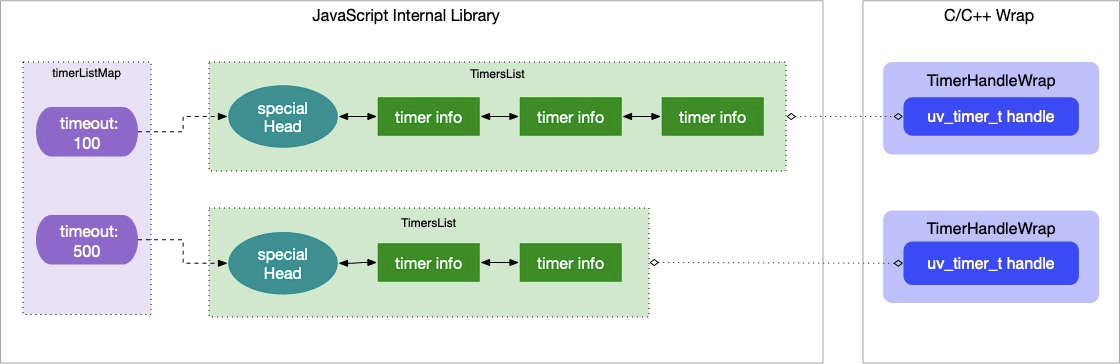 JavaScript Internal Library
C/C++ Wrap
timerListMap
timeout:
100
timeout:
500
TimersList
special
Head
timer info
timer info
timer info
TimersList
special
Head
timer info
timer info
TimerHandleWrap
uv_timer_t handle
TimerHandleWrap
uv_timer_t handle